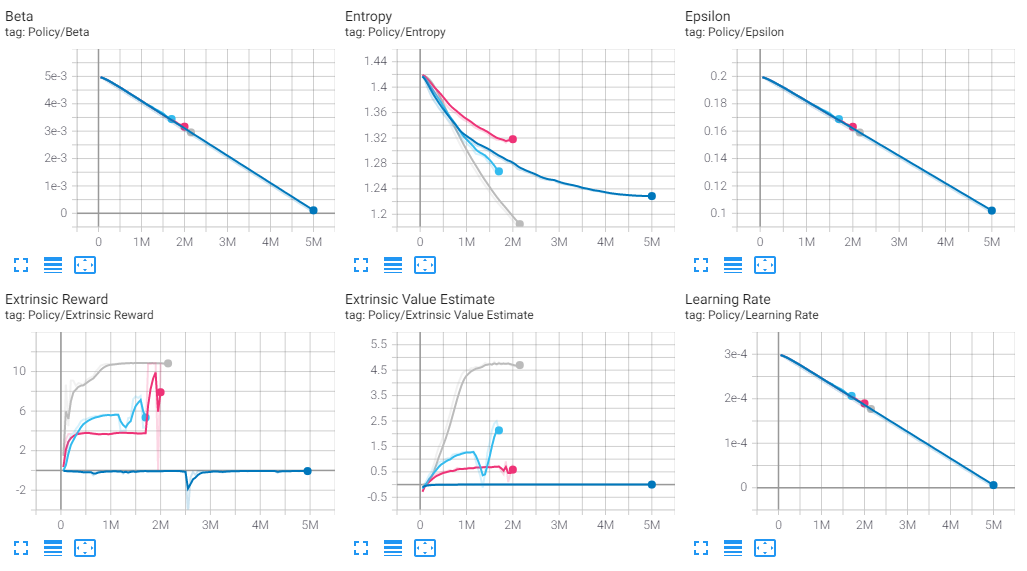 Beta
tag: Policy/Beta
5e-3
4e-3
3e-3
2e-3
1e-3
0
0 1M 2M 3M 4M 5M
Entropy
tag: Policy/Entropy
1.44
1.4
1.36
1.32
1.28
1.24
1.2
0 1M 2M 3M 4M 5M
Epsilon
tag: Policy/Epsilon
0.2
0.18
0.16
0.14
0.12
0.1
0 1M 2M 3M 4M 5M
Extrinsic Reward
tag: Policy/Extrinsic Reward
10
6
2
-2
0 1M 2M 3M 4M 5M
Extrinsic Value Estimate
tag: Policy/Extrinsic Value Estimate
5.5
4.5
3.5
2.5
1.5
0.5
-0.5
0 1M 2M 3M 4M 5M
Learning Rate
tag: Policy/Learning Rate
3e-4
2e-4
1e-4
0
0 1M 2M 3M 4M 5M